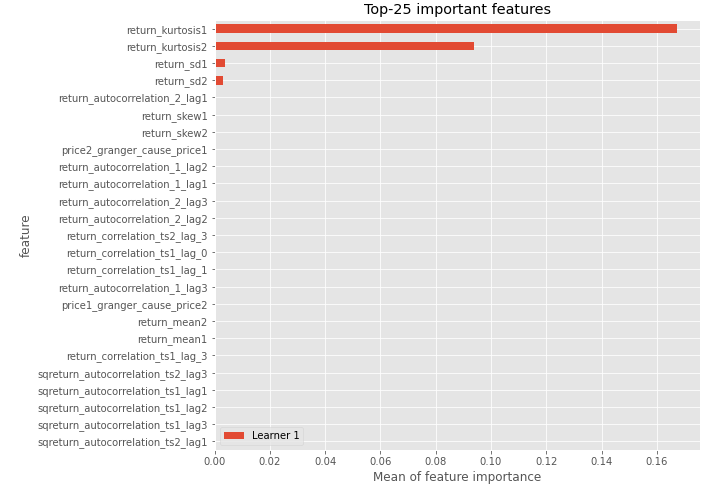 Top-25 important features
return_kurtosis1
return_kurtosis2
return_sd1
return_sd2
return_autocorrelation_2_lag1
return_skew1
return_skew2
price2_granger_cause_price1
return_autocorrelation_1_lag2
return_autocorrelation_1_lag1
return_autocorrelation_2_lag3
return_autocorrelation_2_lag2
return_correlation_ts2_lag_3
return_correlation_ts1_lag_0
return_correlation_ts1_lag_1
return_autocorrelation_1_lag3
price1_granger_cause_price2
return_mean2
return_mean1
return_correlation_ts1_lag_3
sqreturn_autocorrelation_ts2_lag3
sqreturn_autocorrelation_ts1_lag1
sqreturn_autocorrelation_ts1_lag2
sqreturn_autocorrelation_ts1_lag3
sqreturn_autocorrelation_ts2_lag1
feature
Learner 1
0.00 0.02 0.04 0.06 0.08 0.10 0.12 0.14 0.16
Mean of feature importance